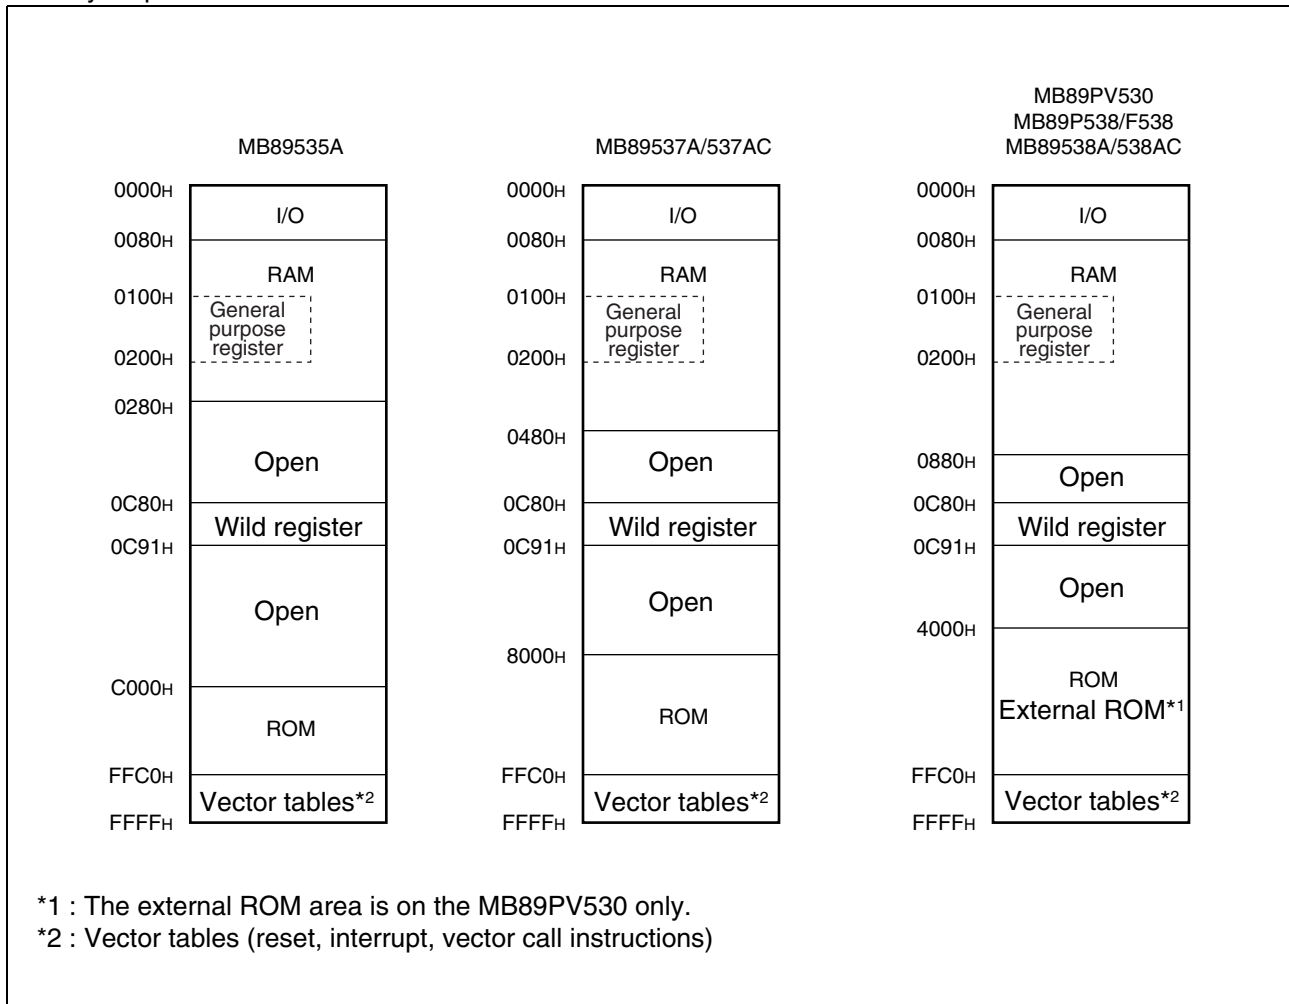 MB89535A
0000H
I/O
0080H
RAM
0100H
General
purpose
register
0200H
0280H
Open
0C80H
Wild register
0C91H
Open
C000H
ROM
FFC0H
Vector tables*2
FFFFH
MB89537A/537AC
0000H
I/O
0080H
RAM
0100H
General
purpose
register
0200H
0480H
Open
0C80H
Wild register
0C91H
Open
8000H
ROM
FFC0H
Vector tables*2
FFFFH
MB89PV530
MB89P538/F538
MB89538A/538AC
0000H
I/O
0080H
RAM
0100H
General
purpose
register
0200H
0880H
Open
0C80H
Wild register
0C91H
Open
4000H
ROM
External ROM*1
FFC0H
Vector tables*2
FFFFH
*1 : The external ROM area is on the MB89PV530 only.
*2 : Vector tables (reset, interrupt, vector call instructions)